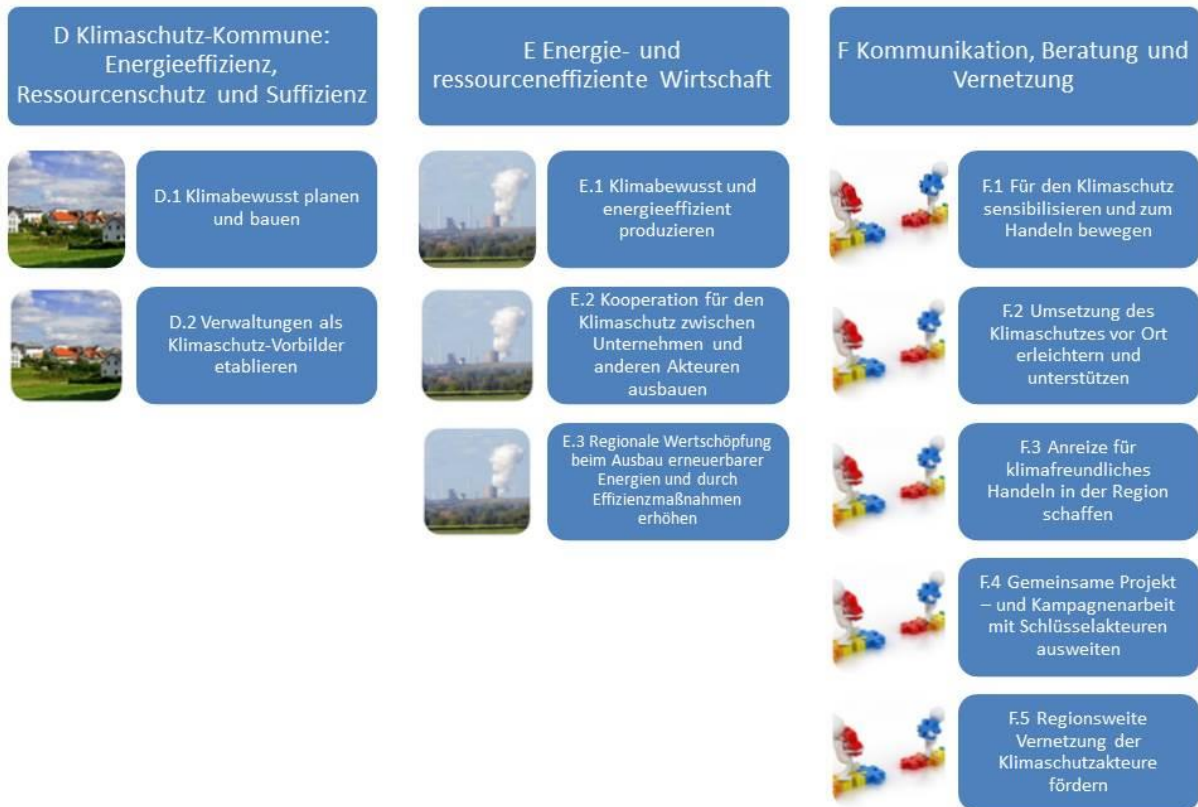 D Klimaschutz-Kommune:
Energieeffizienz,
Ressourcenschutz und Suffizienz
D.1 Klimabewusst planen
und bauen
D.2 Verwaltungen als
Klimaschutz-Vorbilder
etablieren
E Energie- und
ressourceneffiziente Wirtschaft
E.1 Klimabewusst und
energieeffizient
produzieren
E.2 Kooperation für den
Klimaschutz zwischen
Unternehmen und
anderen Akteuren
ausbauen
E.3 Regionale Wertschöpfung
beim Ausbau erneuerbarer
Energien und durch
Effizienzmaßnahmen
erhöhen
F Kommunikation, Beratung und
Vernetzung
F.1 Für den Klimaschutz
sensibilisieren und zum
Handeln bewegen
F.2 Umsetzung des
Klimaschutzes vor Ort
erleichtern und
unterstützen
F.3 Anreize für
klimafreundliches
Handeln in der Region
schaffen
F.4 Gemeinsame Projekt
– und Kampagnenarbeit
mit Schlüsselakteuren
ausweiten
F.5 Regionsweite
Vernetzung der
Klimaschutzakteure
fördern